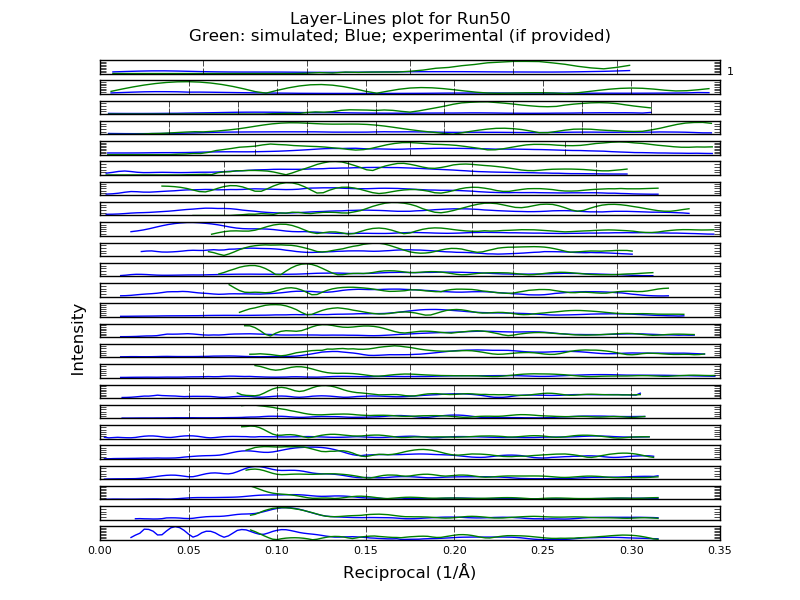 Layer-Lines plot for Run50
Green: simulated; Blue; experimental (if provided)
1
Intensity
0.00 0.05 0.10 0.15 0.20 0.25 0.30 0.35
Reciprocal (1/Å)